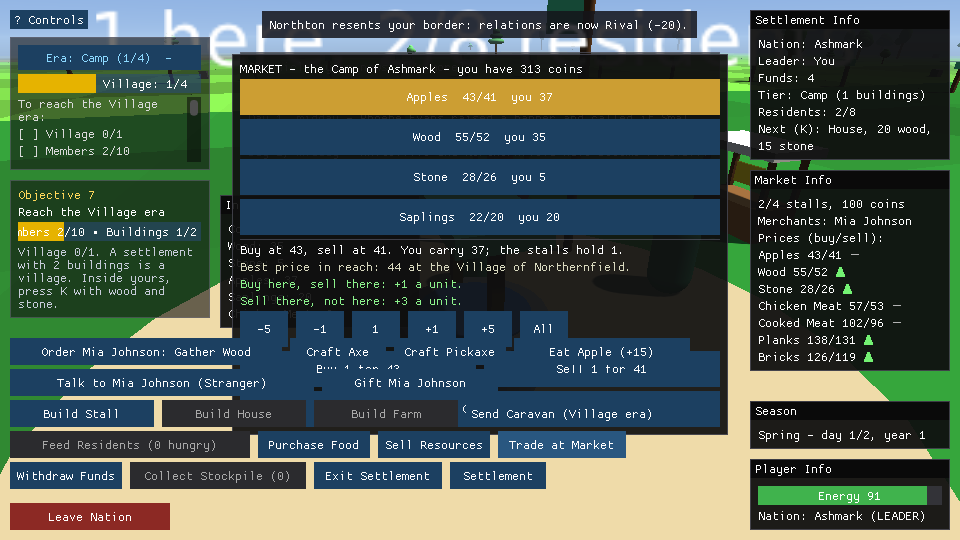 ? Controls
1 here, 2/8 reside
Northton resents your border: relations are now Rival (-20).
Era: Camp (1/4) -
Village: 1/4
To reach the Village
era:
[ ] Village 0/1
[ ] Members 2/10
Objective 7
Reach the Village era
mbers 2/10 • Buildings 1/2
Village 0/1. A settlement
with 2 buildings is a
village. Inside yours,
press K with wood and
stone.
MARKET - the Camp of Ashmark - you have 313 coins
Apples 43/41 you 37
Wood 55/52 you 35
Stone 28/26 you 5
Saplings 22/20 you 20
Buy at 43, sell at 41. You carry 37; the stalls hold 1.
Best price in reach: 44 at the Village of Northernfield.
Buy here, sell there: +1 a unit.
Sell there, not here: +3 a unit.
-5 -1 1 +1 +5 All
Order Mia Johnson: Gather Wood
Craft Axe
Craft Pickaxe
Eat Apple (+15)
Buy 1 for 43
Sell 1 for 41
Talk to Mia Johnson (Stranger)
Gift Mia Johnson
Build Stall
Build House
Build Farm
Send Caravan (Village era)
Feed Residents (0 hungry)
Purchase Food
Sell Resources
Trade at Market
Withdraw Funds
Collect Stockpile (0)
Exit Settlement
Settlement
Leave Nation
Settlement Info
Nation: Ashmark
Leader: You
Funds: 4
Tier: Camp (1 buildings)
Residents: 2/8
Next (K): House, 20 wood,
15 stone
Market Info
2/4 stalls, 100 coins
Merchants: Mia Johnson
Prices (buy/sell):
Apples 43/41 —
Wood 55/52
Stone 28/26
Chicken Meat 57/53 —
Cooked Meat 102/96 —
Planks 138/131
Bricks 126/119
Season
Spring - day 1/2, year 1
Player Info
Energy 91
Nation: Ashmark (LEADER)